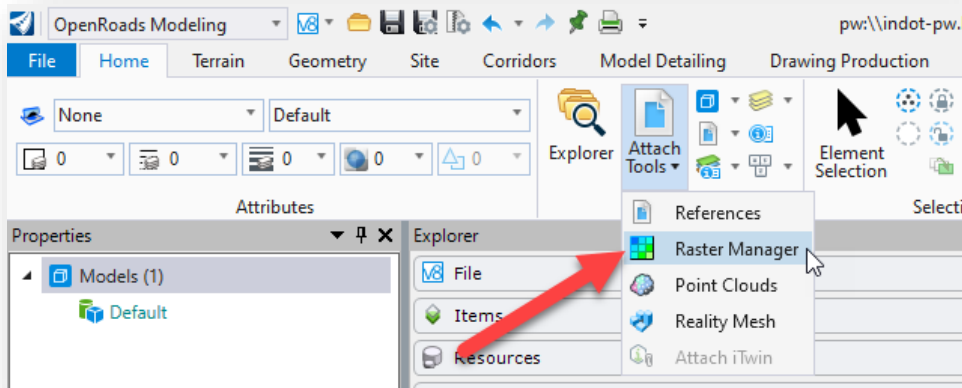 OpenRoads Modeling
pw:\\indot-pw.
File Home Terrain Geometry Site Corridors Model Detailing Drawing Production
None Default
0 0 0 0 0
Explorer
Attach Tools
Element Selection
Attributes
Selecti
References
Raster Manager
Point Clouds
Reality Mesh
Attach iTwin
Properties
Models (1)
Default
Explorer
File
Items
Resources